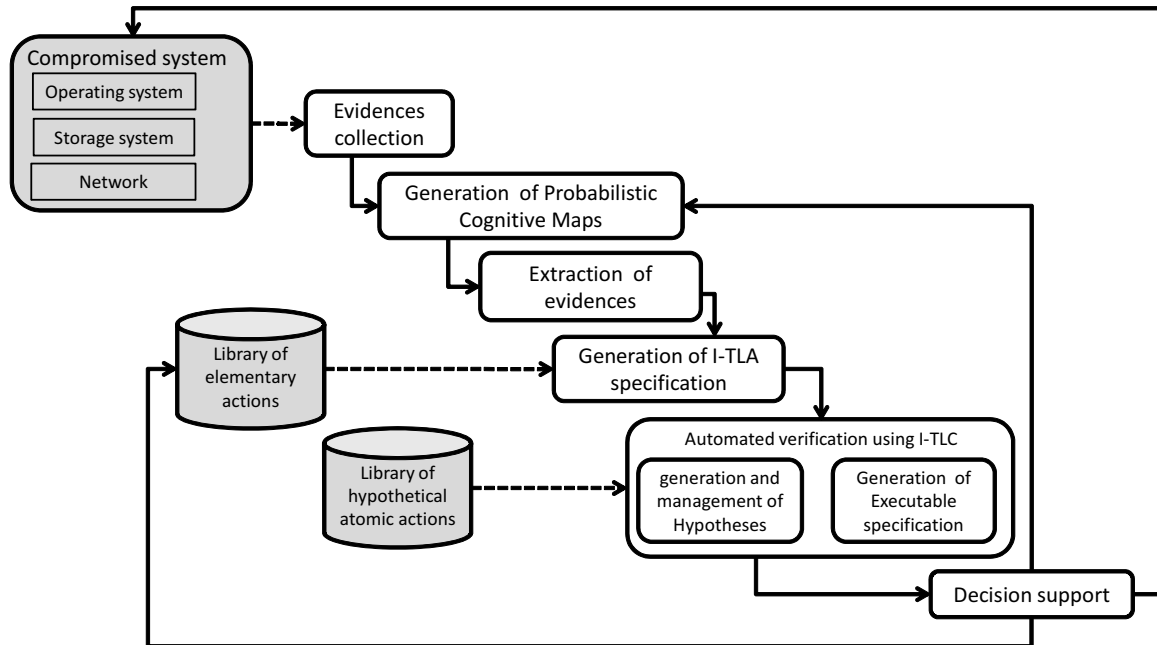 Compromised system
Operating system
Storage system
Network
Evidences
collection
Generation of Probabilistic
Cognitive Maps
Extraction of
evidences
Library of
elementary
actions
Generation of I-TLA
specification
Library of
hypothetical
atomic actions
Automated verification using I-TLC
generation and
management of
Hypotheses
Generation of
Executable
specification
Decision support